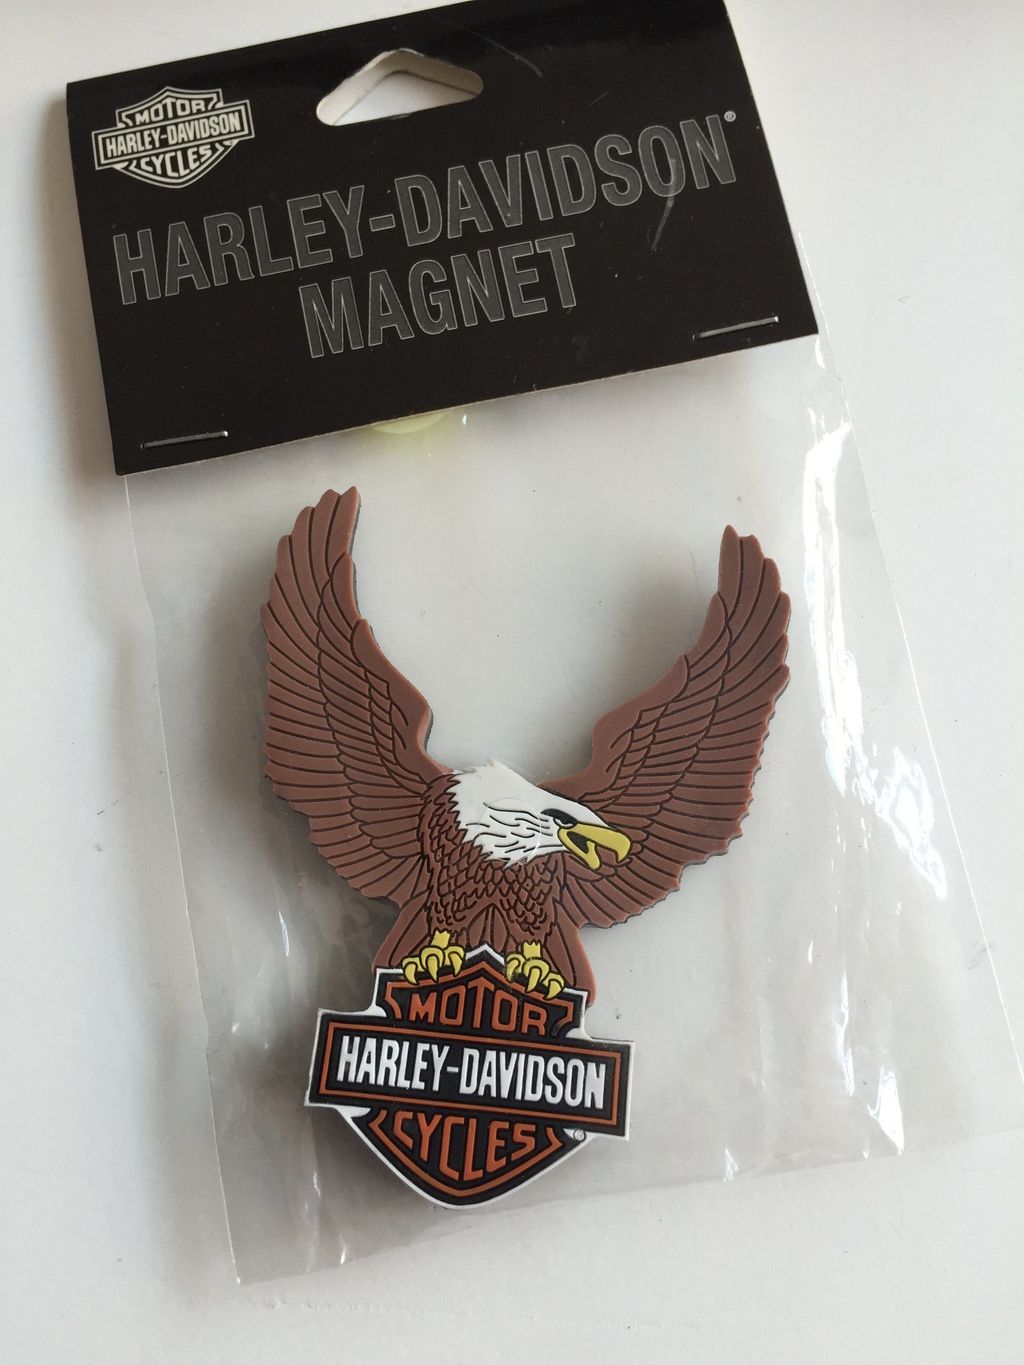 MOTOR
HARLEY-DAVIDSON
CYCLES
HARLEY-DAVIDSON®
MAGNET
MOTOR
HARLEY-DAVIDSON
CYCLES
®